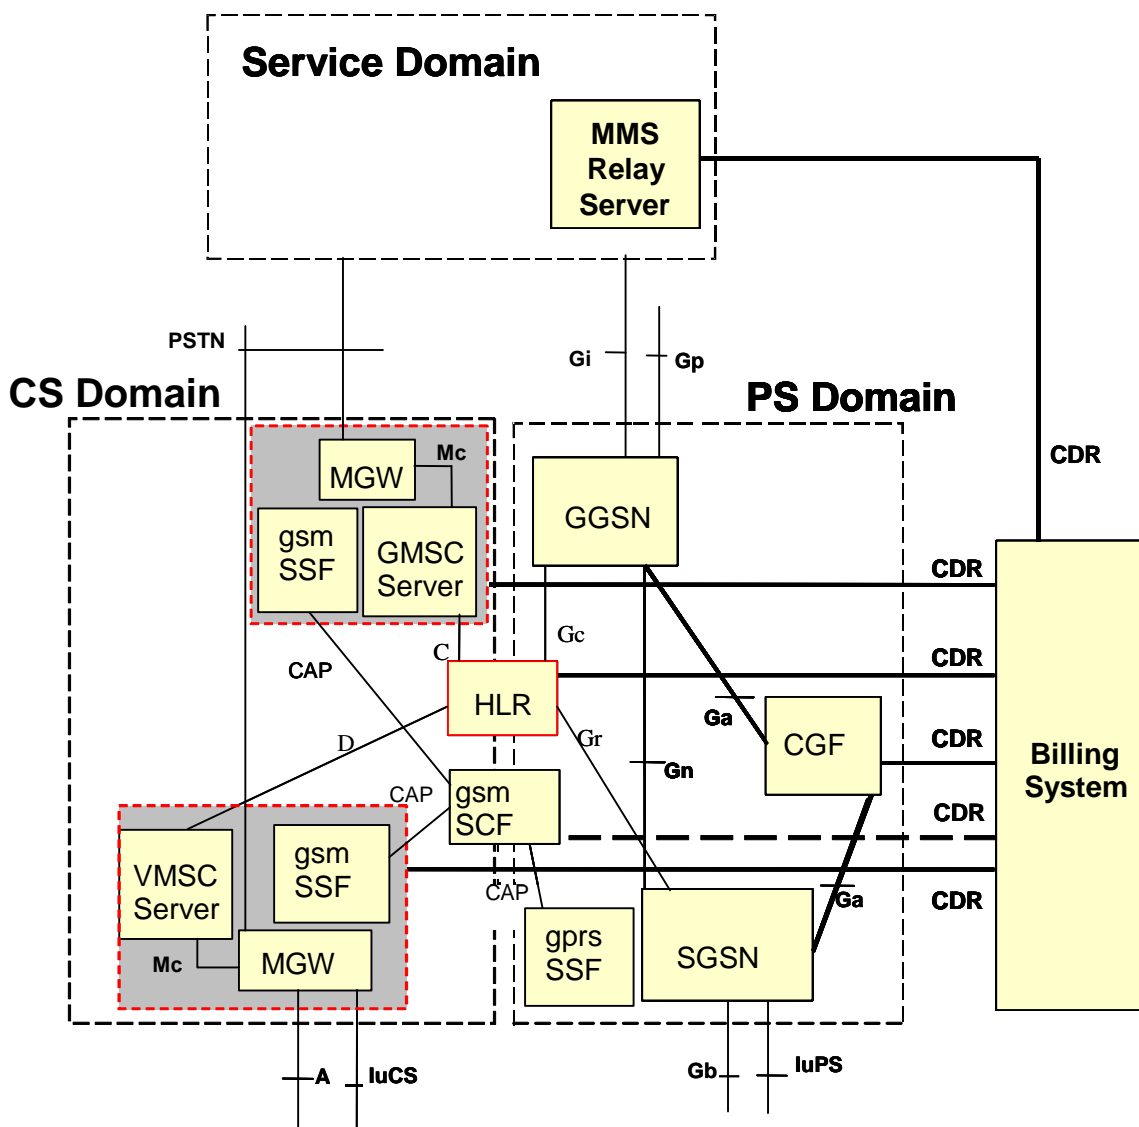 Service Domain
MMS
Relay
Server
PSTN
Gi
Gp
CS Domain
PS Domain
CDR
Mc
MGW
GGSN
gsm
SSF
GMSC
Server
CDR
C
Gc
CAP
CDR
HLR
Ga
CGF
D
Gr
CDR
Gn
Billing
System
CAP
gsm
SCF
CDR
VMSC
Server
gsm
SSF
CAP
Ga
CDR
gprs
SSF
SGSN
Mc
MGW
A
IuCS
Gb
IuPS